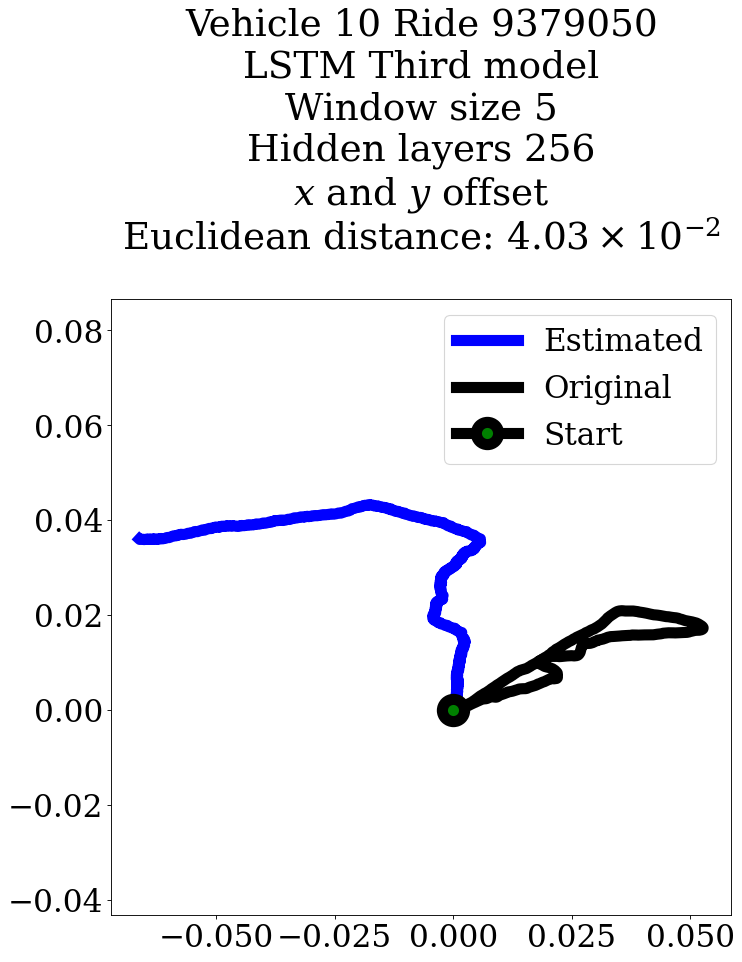 Vehicle 10 Ride 9379050
LSTM Third model
Window size 5
Hidden layers 256
x and y offset
Euclidean distance: 4.03 × 10⁻²
Estimated
Original
Start
0.08
0.06
0.04
0.02
0.00
−0.02
−0.04
−0.050 −0.025 0.000 0.025 0.050